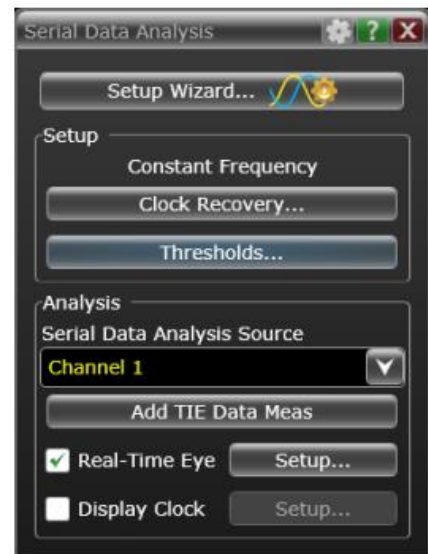 Serial Data Analysis
?
X
Setup Wizard...
Setup
Constant Frequency
Clock Recovery...
Thresholds...
Analysis
Serial Data Analysis Source
Channel 1
Add TIE Data Meas
Real-Time Eye
Setup...
Display Clock
Setup...